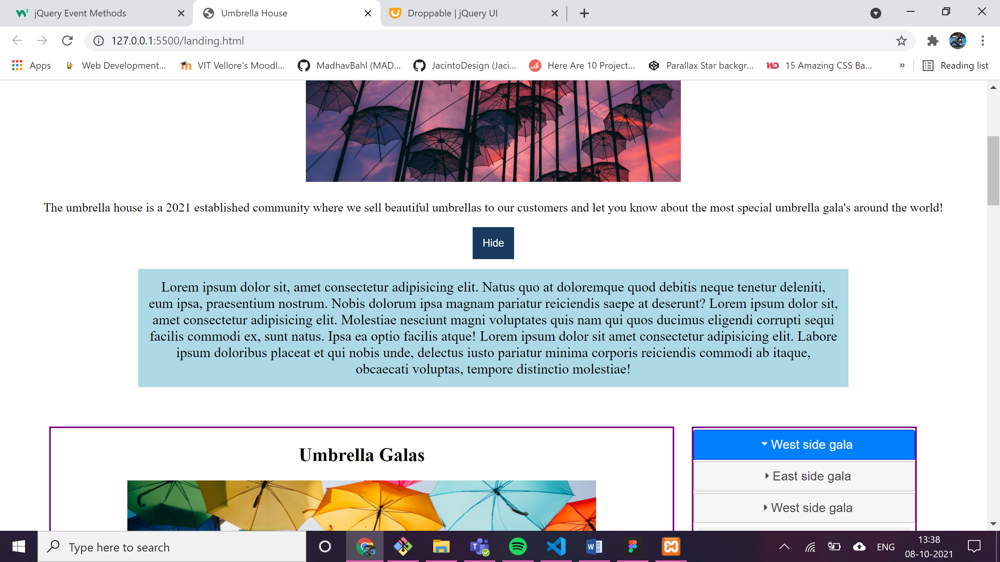 jQuery Event Methods
Umbrella House
Droppable | jQuery UI
127.0.0.1:5500/landing.html
Apps
Web Development...
VIT Vellore's Moodl...
MadhavBahl (MAD...
JacintoDesign (Jaci...
Here Are 10 Project...
Parallax Star backgr...
15 Amazing CSS Ba...
»
Reading list
The umbrella house is a 2021 established community where we sell beautiful umbrellas to our customers and let you know about the most special umbrella gala's around the world!
Hide
Lorem ipsum dolor sit, amet consectetur adipisicing elit. Natus quo at doloremque quod debitis neque tenetur deleniti,
eum ipsa, praesentium nostrum. Nobis dolorum ipsa magnam pariatur reiciendis saepe at deserunt? Lorem ipsum dolor sit,
amet consectetur adipisicing elit. Molestiae nesciunt magni voluptates quis nam qui quos ducimus eligendi corrupti sequi
facilis commodi ex, sunt natus. Ipsa ea optio facilis atque! Lorem ipsum dolor sit amet consectetur adipisicing elit. Labore
ipsum doloribus placeat et qui nobis unde, delectus iusto pariatur minima corporis reiciendis commodi ab itaque,
obcaecati voluptas, tempore distinctio molestiae!
Umbrella Galas
West side gala
East side gala
West side gala
Type here to search
ENG
13:38
08-10-2021